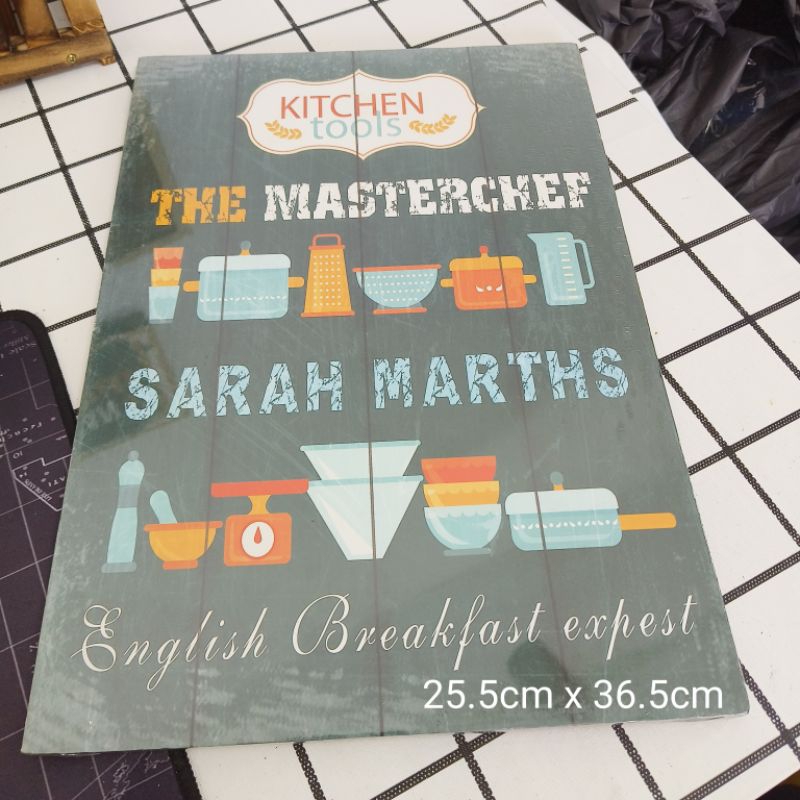 KITCHEN
tools
THE MASTERCHEF
SARAH MARTHS
English Breakfast expest
25.5cm x 36.5cm